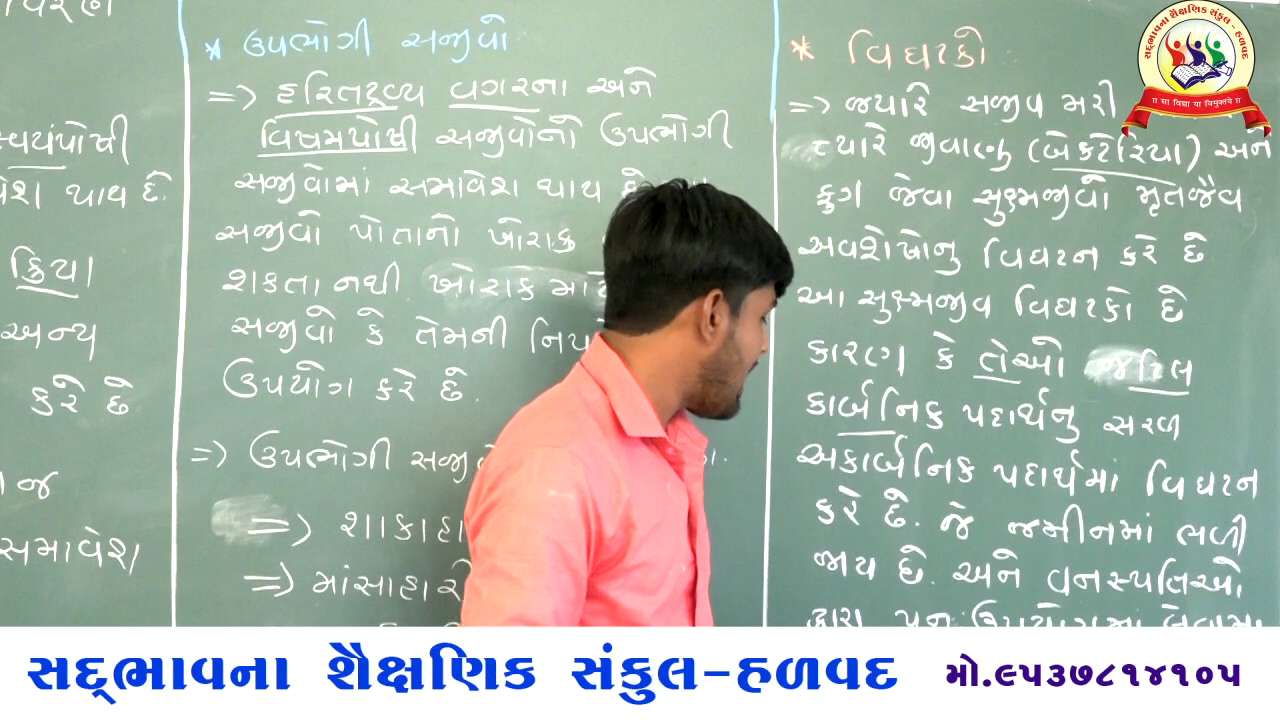 સ્વયંપોષી
થાય છે.
ક્રિયા
અન્ય
કરે છે
જ
સમાવેશ
* ઉપભોગી સજીવો
=> હરિતદ્રવ્ય વગરના અને
વિષમપોષી સજીવોનો ઉપભોગી
સજીવોમાં સમાવેશ થાય છે
સજીવો પોતાનો ખોરાક
શકતા નથી ખોરાક માટે
સજીવો કે તેમની
ઉપયોગ કરે છે.
=> ઉપભોગી
=>
=> માંસાહારી
* વિઘટકો
=> જ્યારે સજીવ મરી
ત્યારે જીવાણુ (બેક્ટેરિયા) અને
ફુગ જેવા સુક્ષ્મજીવો મૃતજૈવ
અવશેષોનુ વિઘટન કરે છે
આ સુક્ષ્મજીવ વિઘટકો છે
કારણ કે તેઓ જટિલ
કાર્બનિક પદાર્થનુ સરળ
અકાર્બનિક પદાર્થમાં વિઘટન
કરે છે. જે જમીનમાં ભળી
જાય છે. અને વનસ્પતિઓ
દ્વારા પુનઃ ઉપયોગમાં લેવામાં
સદ્ભાવના શૈક્ષણિક સંકુલ - હળવદ
॥ सा विद्या या विमुक्तये ॥
સદ્ભાવના શૈક્ષણિક સંકુલ-હળવદ મો.૯૫૩૭૮૧૪૧૦૫